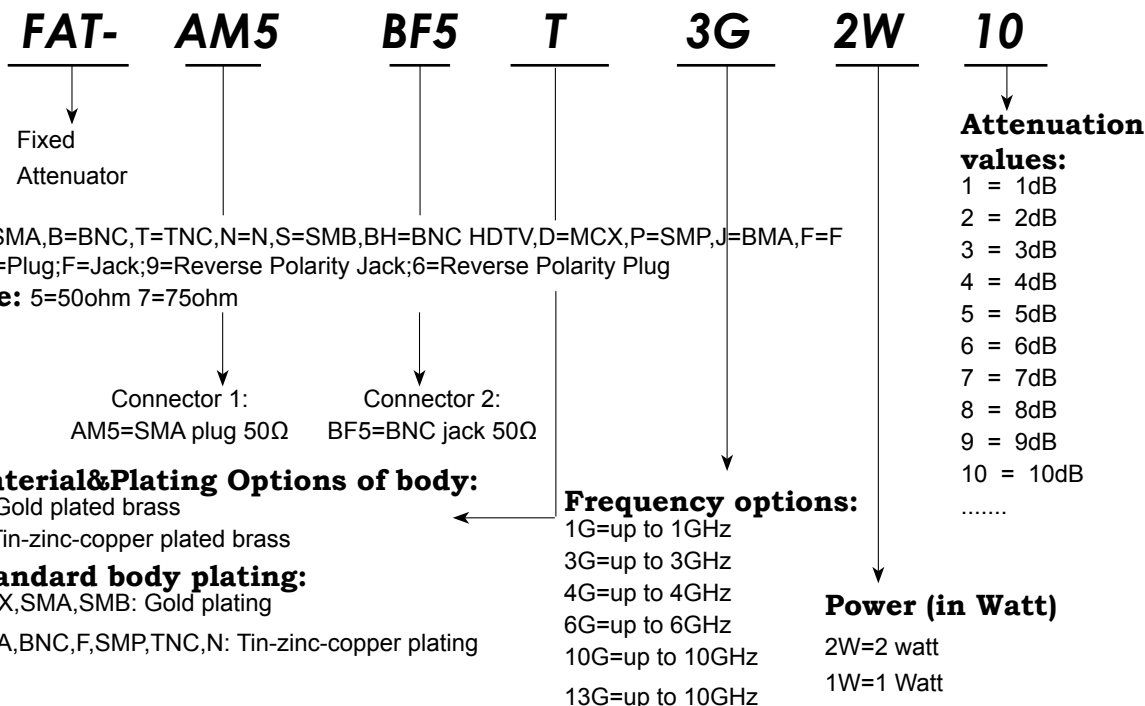 FAT- AM5 BF5 T 3G 2W 10
Fixed
Attenuator
SMA,B=BNC,T=TNC,N=N,S=SMB,BH=BNC HDTV,D=MCX,P=SMP,J=BMA,F=F
=Plug;F=Jack;9=Reverse Polarity Jack;6=Reverse Polarity Plug
e: 5=50ohm 7=75ohm
Connector 1:
AM5=SMA plug 50Ω
Connector 2:
BF5=BNC jack 50Ω
aterial&Plating Options of body:
Gold plated brass
Tin-zinc-copper plated brass
andard body plating:
X,SMA,SMB: Gold plating
A,BNC,F,SMP,TNC,N: Tin-zinc-copper plating
Frequency options:
1G=up to 1GHz
3G=up to 3GHz
4G=up to 4GHz
6G=up to 6GHz
10G=up to 10GHz
13G=up to 10GHz
Power (in Watt)
2W=2 watt
1W=1 Watt
Attenuation
values:
1 = 1dB
2 = 2dB
3 = 3dB
4 = 4dB
5 = 5dB
6 = 6dB
7 = 7dB
8 = 8dB
9 = 9dB
10 = 10dB
.......